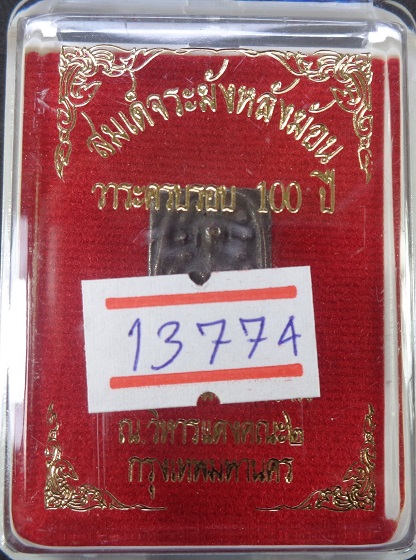 สมเด็จระฆังหลังฆ้อน
วาระครบรอบ 100 ปี
13774
ณ วิหารแดงคณะ๒
กรุงเทพมหานคร